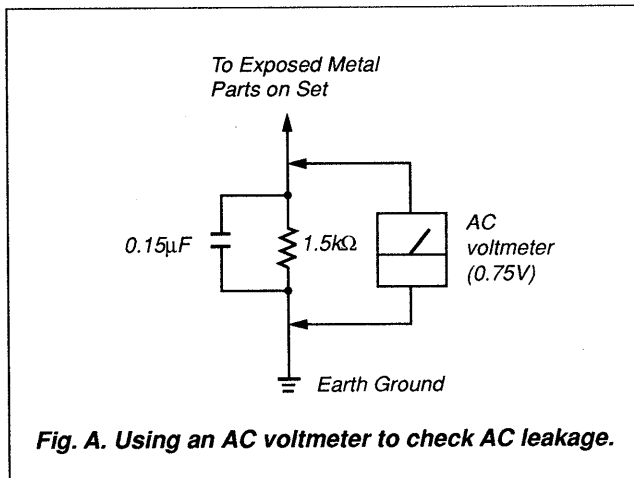 To Exposed Metal
Parts on Set
0.15μF
1.5kΩ
AC
voltmeter
(0.75V)
Earth Ground
Fig. A. Using an AC voltmeter to check AC leakage.